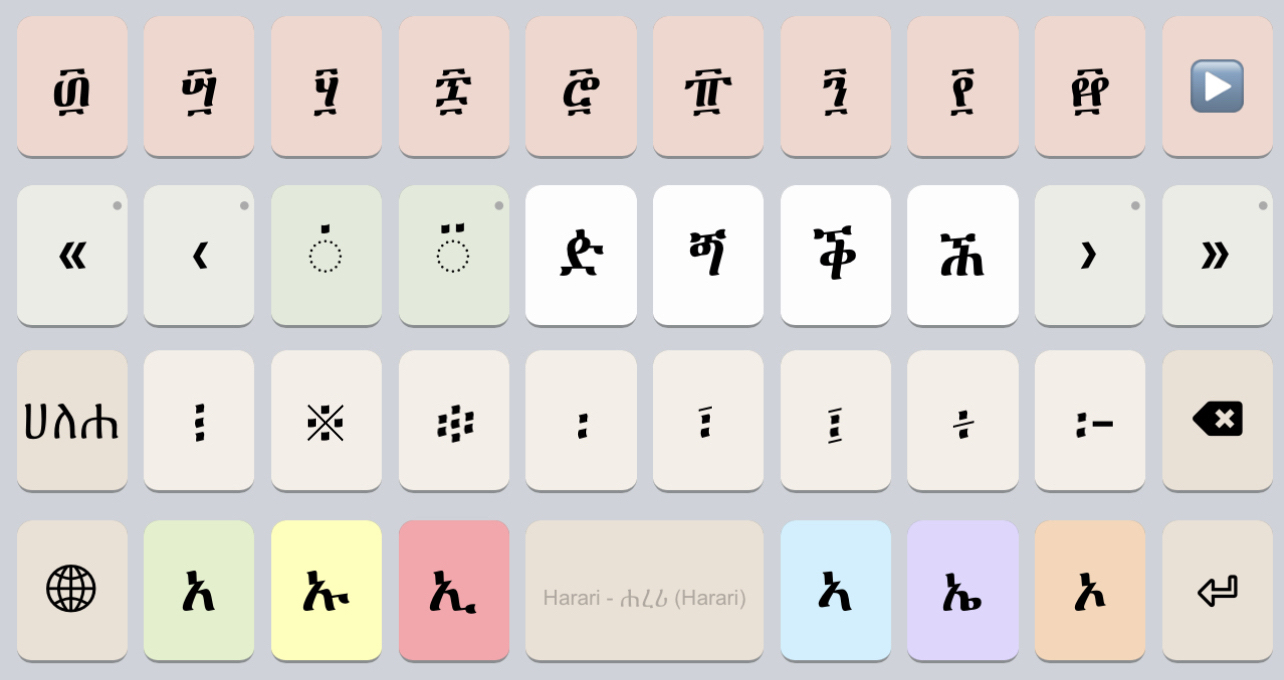 ፴ ፵ ፶ ፷ ፸ ፹ ፺ ፻ ፼
« ‹ ◌፞ ◌፟ ድ › »
ሀለሐ ፧ ※ ፨ ፡ ፣ ፤ ፥ ፦
አ ኡ ኢ Harari - ሐረሪ (Harari) ኣ ኤ ኦ